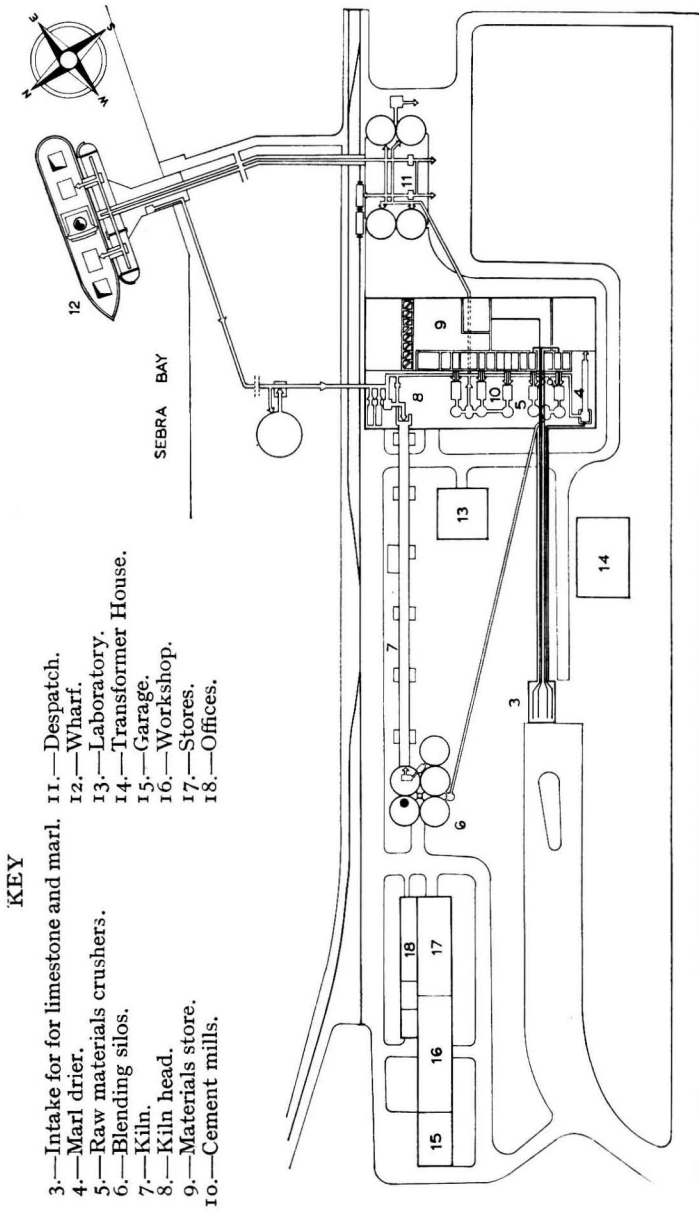 KEY
3.—Intake for for limestone and marl.
4.—Marl drier.
5.—Raw materials crushers.
6.—Blending silos.
7.—Kiln.
8.—Kiln head.
9.—Materials store.
10.—Cement mills.
11.—Despatch.
12.—Wharf.
13.—Laboratory.
14.—Transformer House.
15.—Garage.
16.—Workshop.
17.—Stores.
18.—Offices.
SEBRA BAY
N
E
S
W
12
11
9
8
10
5
4
13
7
14
3
6
18
17
16
15